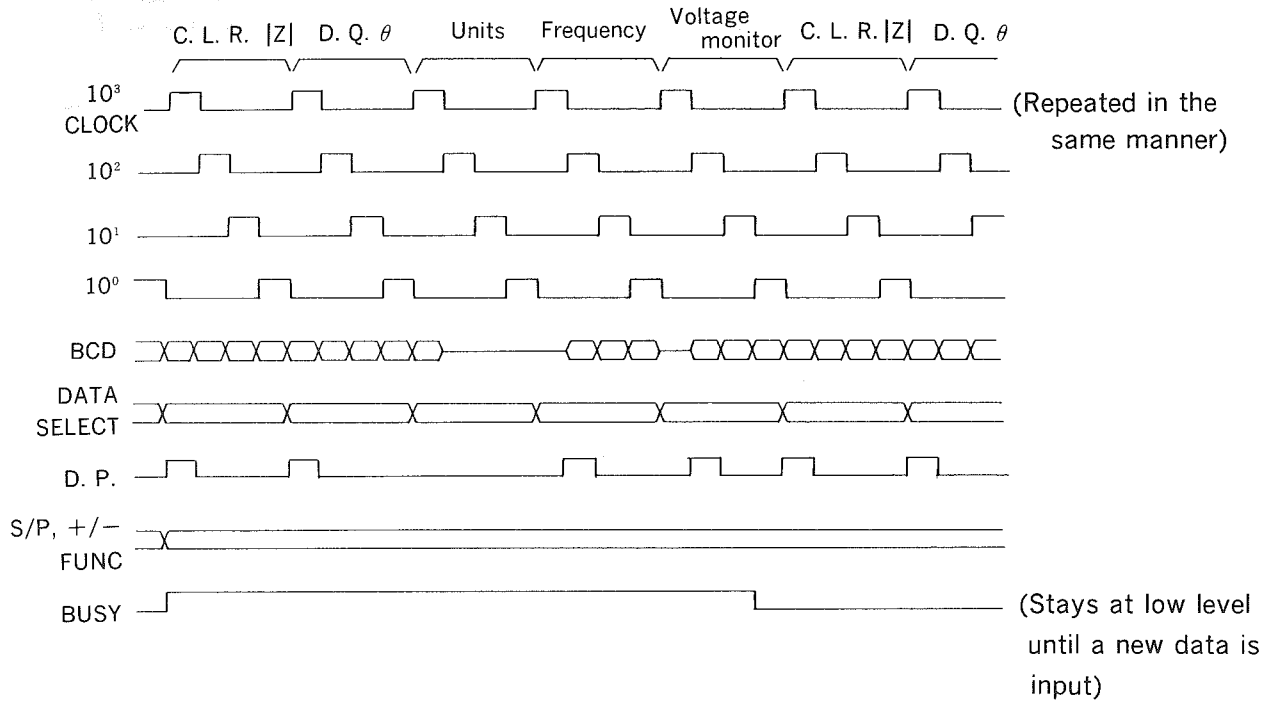 C. L. R. |Z| D. Q. θ Units Frequency Voltage monitor C. L. R. |Z| D. Q. θ
10³
CLOCK
(Repeated in the
same manner)
10²
10¹
10⁰
BCD
DATA
SELECT
D. P.
S/P, +/−
FUNC
BUSY
(Stays at low level
until a new data is
input)